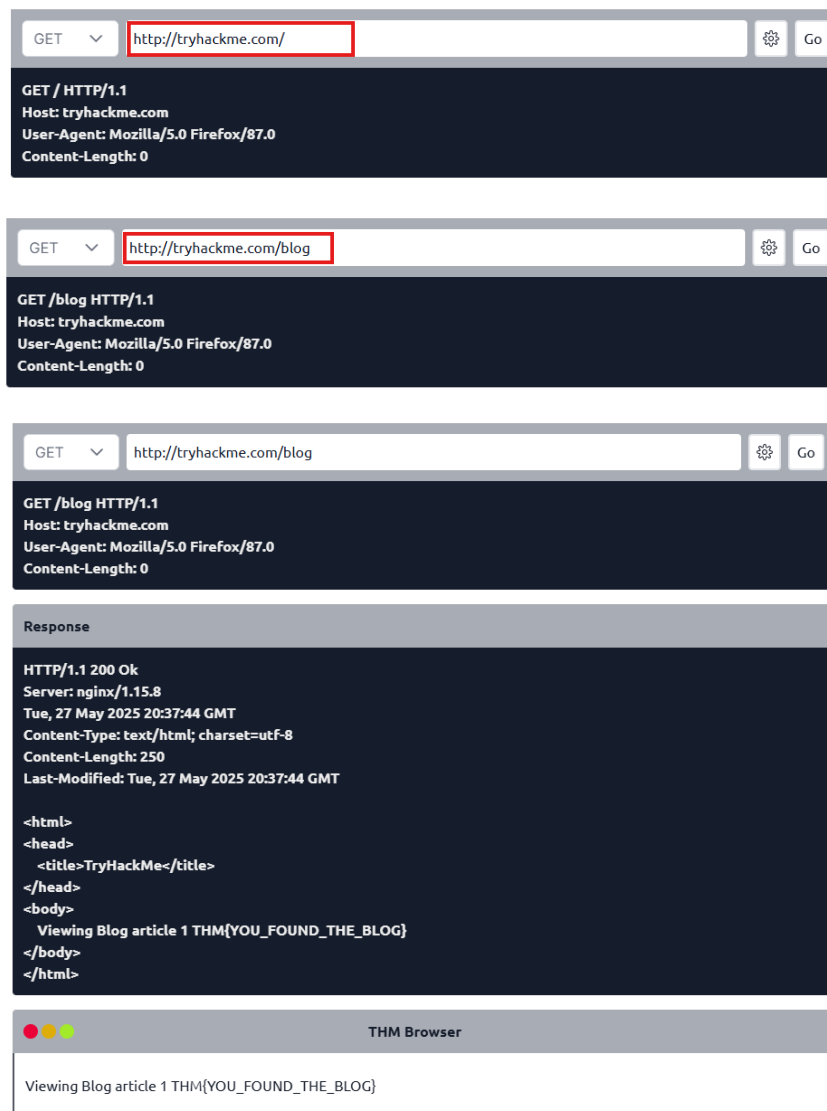 GET http://tryhackme.com/ Go
GET / HTTP/1.1
Host: tryhackme.com
User-Agent: Mozilla/5.0 Firefox/87.0
Content-Length: 0
GET http://tryhackme.com/blog Go
GET /blog HTTP/1.1
Host: tryhackme.com
User-Agent: Mozilla/5.0 Firefox/87.0
Content-Length: 0
GET http://tryhackme.com/blog Go
GET /blog HTTP/1.1
Host: tryhackme.com
User-Agent: Mozilla/5.0 Firefox/87.0
Content-Length: 0
Response
HTTP/1.1 200 Ok
Server: nginx/1.15.8
Tue, 27 May 2025 20:37:44 GMT
Content-Type: text/html; charset=utf-8
Content-Length: 250
Last-Modified: Tue, 27 May 2025 20:37:44 GMT
<html>
<head>
<title>TryHackMe</title>
</head>
<body>
Viewing Blog article 1 THM{YOU_FOUND_THE_BLOG}
</body>
</html>
THM Browser
Viewing Blog article 1 THM{YOU_FOUND_THE_BLOG}